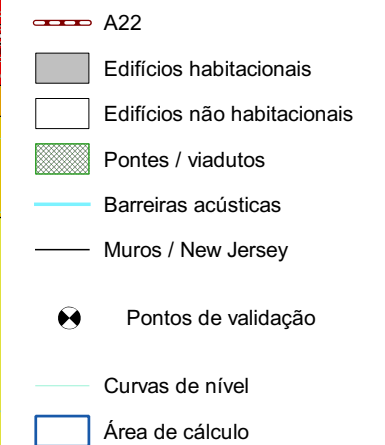 A22
Edifícios habitacionais
Edifícios não habitacionais
Pontes / viadutos
Barreiras acústicas
Muros / New Jersey
Pontos de validação
Curvas de nível
Área de cálculo